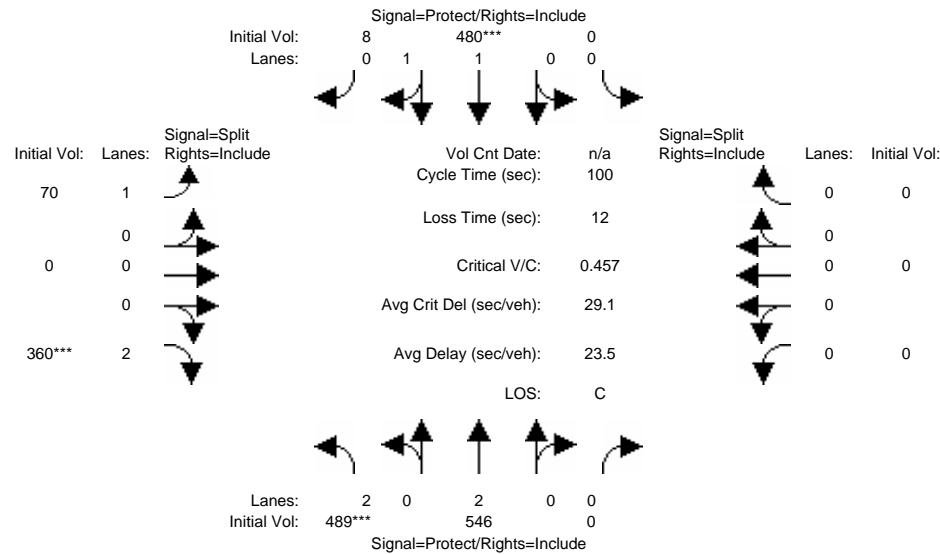 Signal=Protect/Rights=Include
Initial Vol: 8 480*** 0
Lanes: 0 1 1 0 0
Signal=Split
Rights=Include
Signal=Split
Rights=Include
Initial Vol: Lanes:
Vol Cnt Date: n/a
Lanes: Initial Vol:
Cycle Time (sec): 100
70 1
0 0
Loss Time (sec): 12
0
0
0 0
Critical V/C: 0.457
0 0
0
Avg Crit Del (sec/veh): 29.1
0
360*** 2
Avg Delay (sec/veh): 23.5
0 0
LOS: C
Lanes: 2 0 2 0 0
Initial Vol: 489*** 546 0
Signal=Protect/Rights=Include